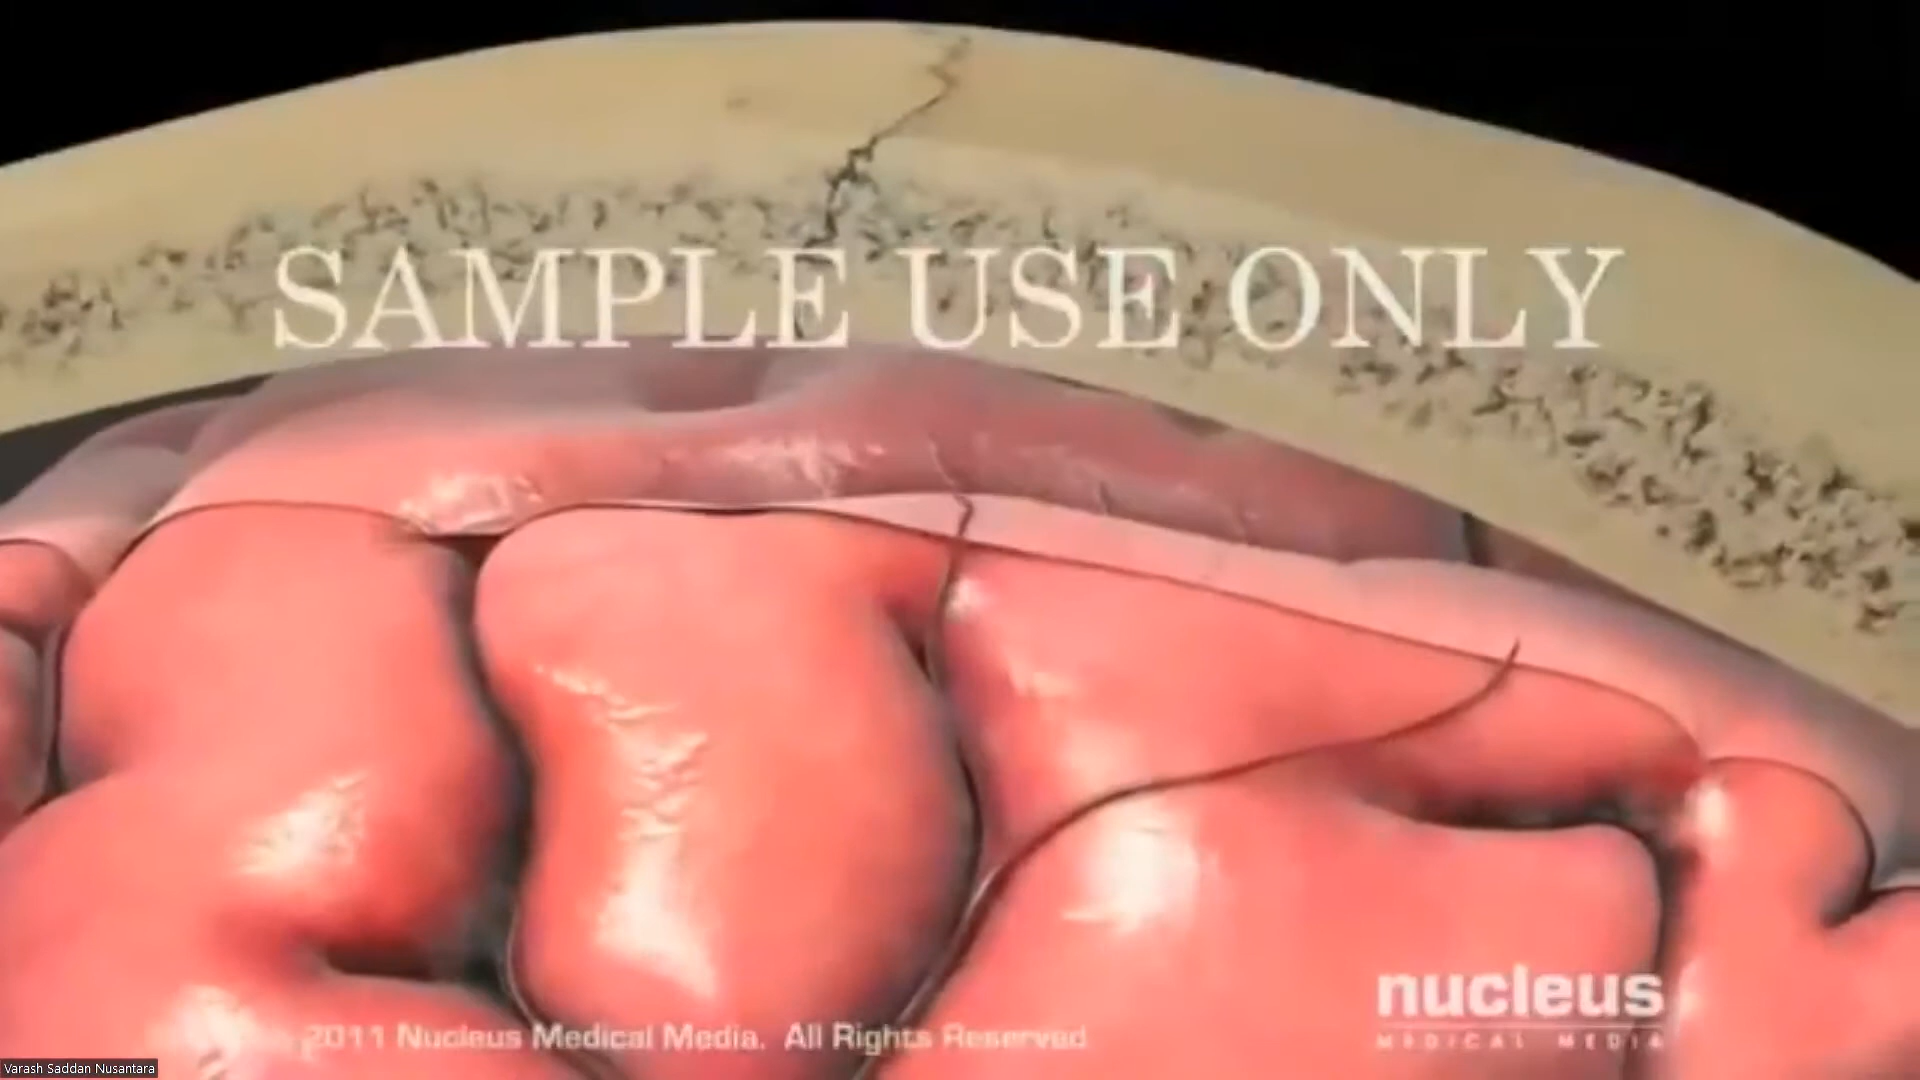 SAMPLE USE ONLY
nucleus
MEDICAL MEDIA
2011 Nucleus Medical Media. All Rights Reserved
Varash Saddan Nusantara